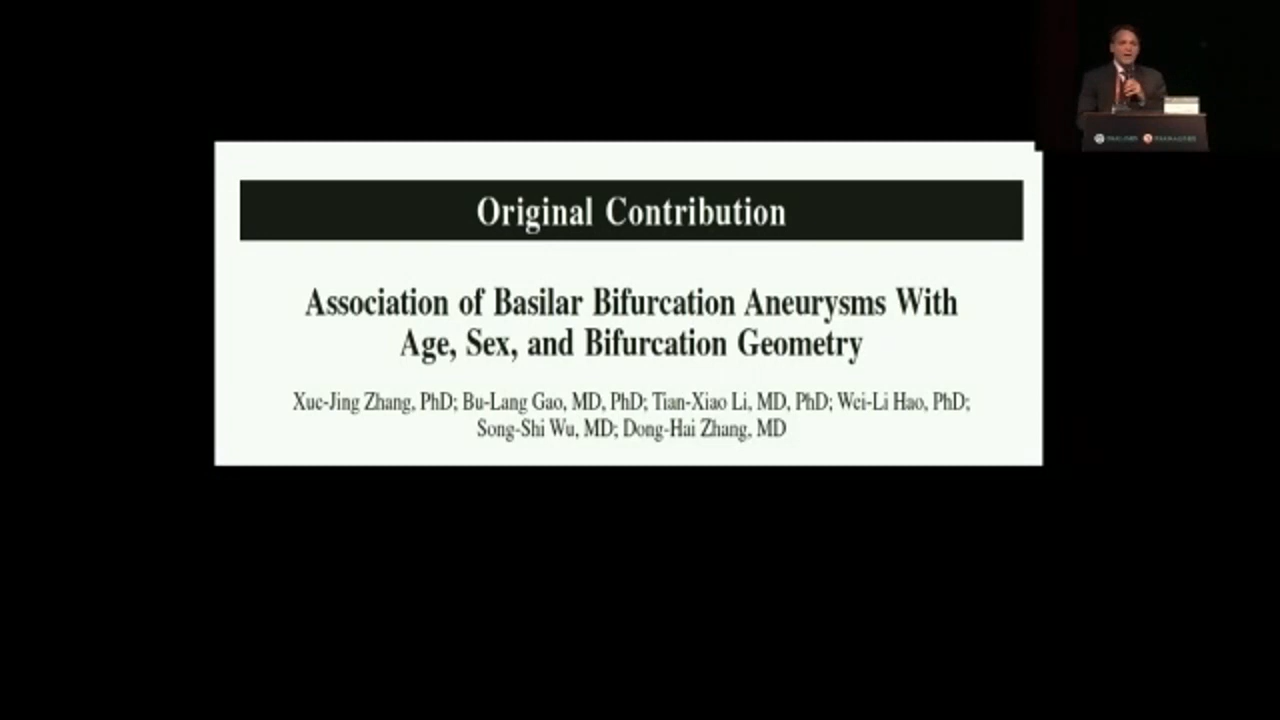 Original Contribution
Association of Basilar Bifurcation Aneurysms With
Age, Sex, and Bifurcation Geometry
Xue-Jing Zhang, PhD; Bu-Lang Gao, MD, PhD; Tian-Xiao Li, MD, PhD; Wei-Li Hao, PhD;
Song-Shi Wu, MD; Dong-Hai Zhang, MD